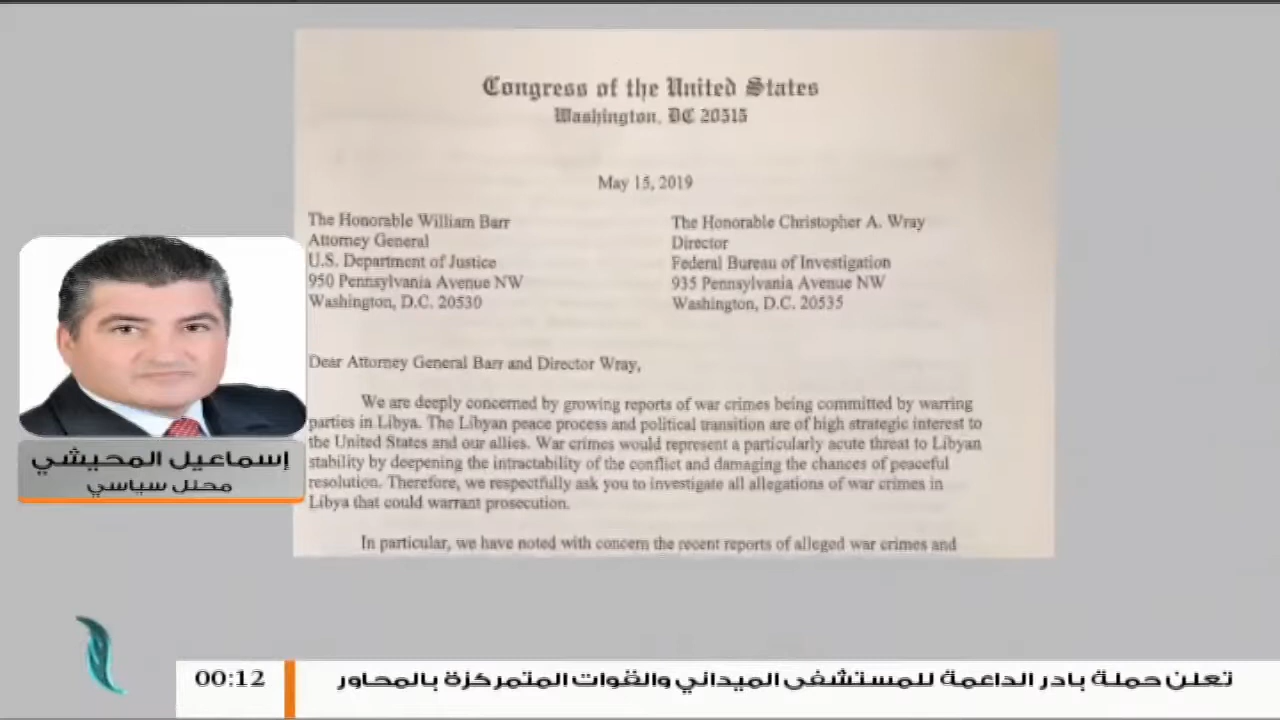 Congress of the United States
Washington, DC 20515
May 15, 2019
The Honorable William Barr
Attorney General
U.S. Department of Justice
950 Pennsylvania Avenue NW
Washington, D.C. 20530
The Honorable Christopher A. Wray
Director
Federal Bureau of Investigation
935 Pennsylvania Avenue NW
Washington, D.C. 20535
Dear Attorney General Barr and Director Wray,
We are deeply concerned by growing reports of war crimes being committed by warring
parties in Libya. The Libyan peace process and political transition are of high strategic interest to
the United States and our allies. War crimes would represent a particularly acute threat to Libyan
stability by deepening the intractability of the conflict and damaging the chances of peaceful
resolution. Therefore, we respectfully ask you to investigate all allegations of war crimes in
Libya that could warrant prosecution.
In particular, we have noted with concern the recent reports of alleged war crimes and
إسماعيل المحيشي
محلل سياسي
00:12
تعلن حملة بادر الداعمة للمستشفى الميداني والقوات المتمركزة بالمحاور